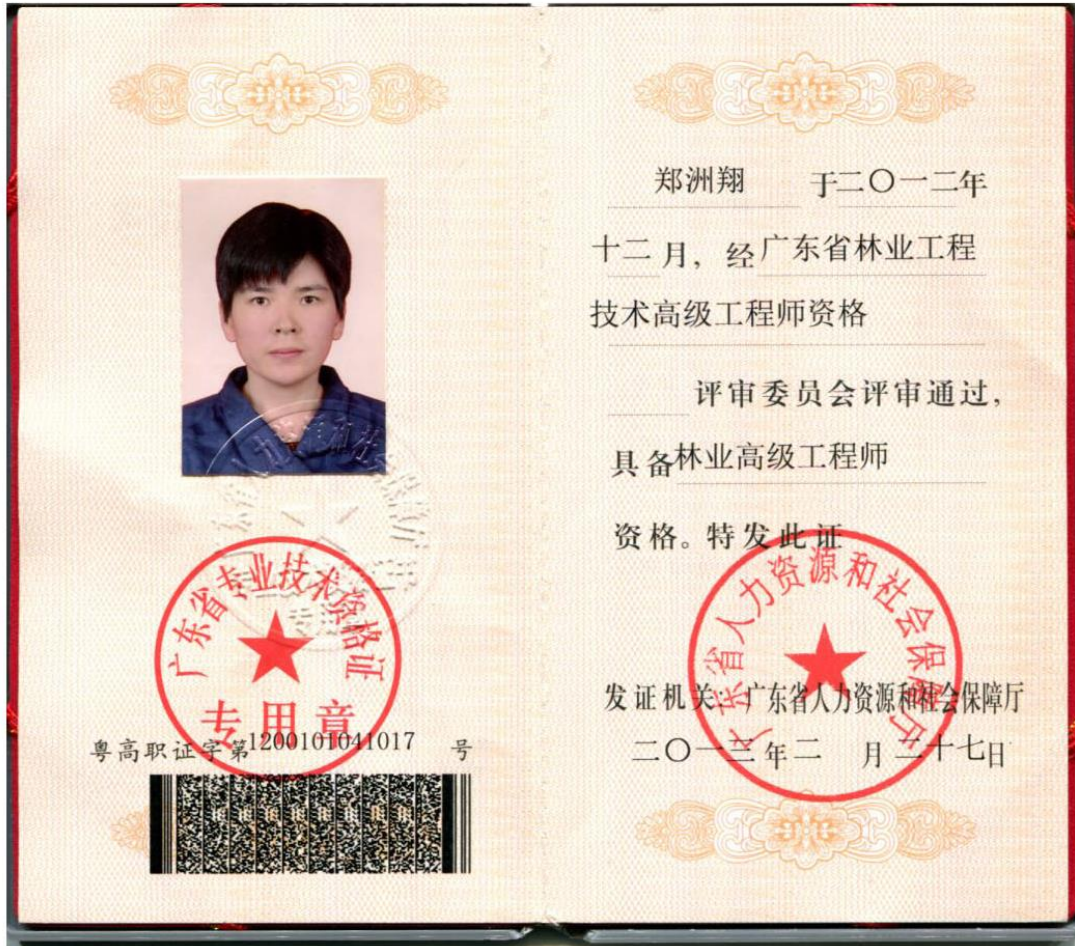 广东省专业技术资格证
专用章
粤高职证字第1200101041017号
郑洲翔 于二〇一二年
十二月，经广东省林业工程
技术高级工程师资格
评审委员会评审通过，
具备林业高级工程师
资格。特发此证
广东省人力资源和社会保障厅
发证机关：广东省人力资源和社会保障厅
二〇一三年二月二十七日